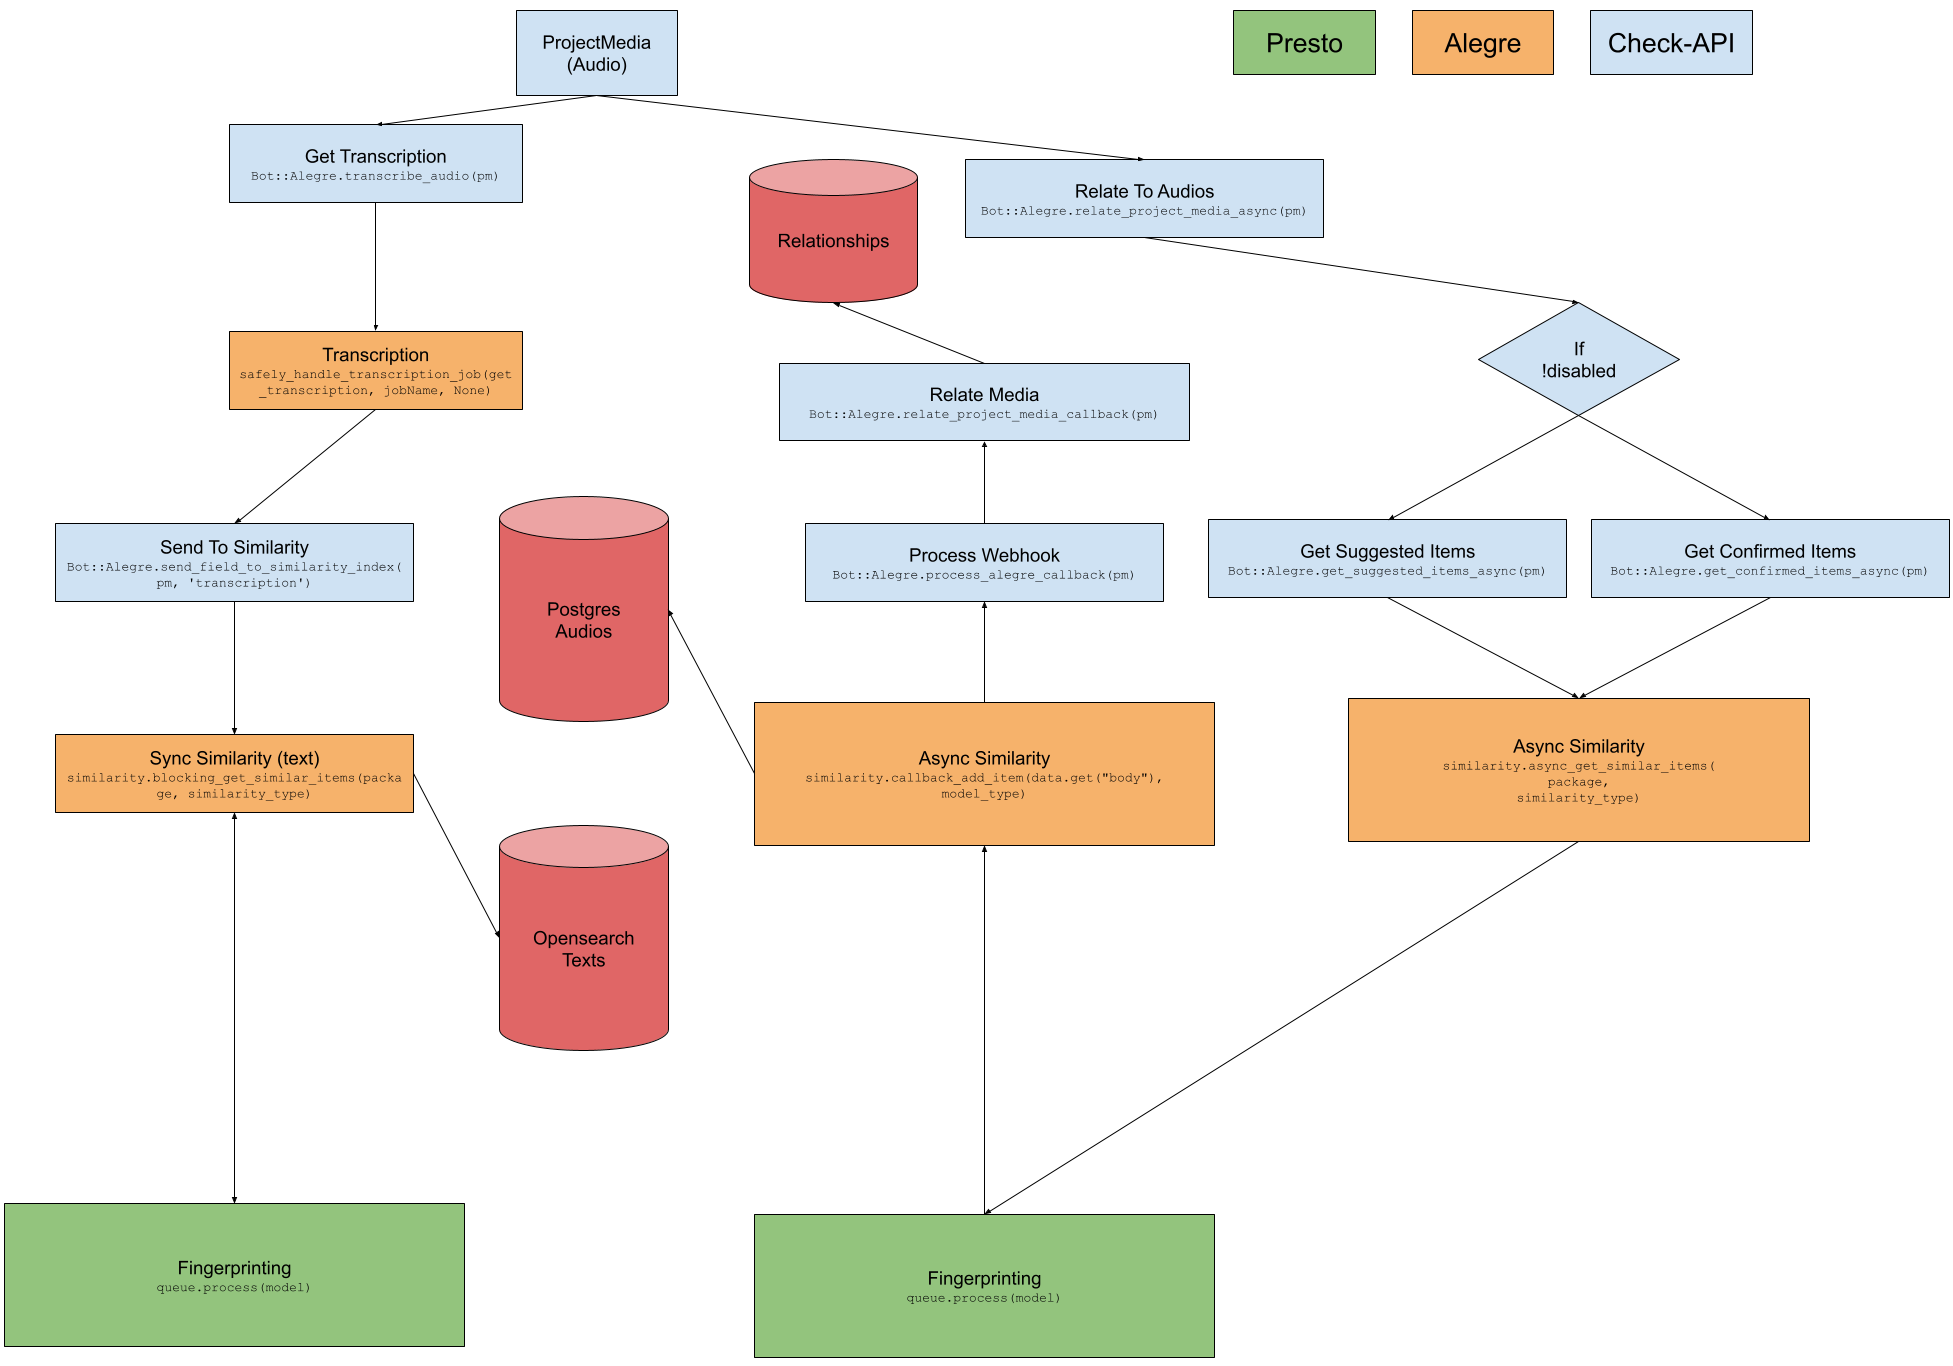 ProjectMedia
(Audio)
Presto
Alegre
Check-API
Get Transcription
Bot::Alegre.transcribe_audio(pm)
Relate To Audios
Bot::Alegre.relate_project_media_async(pm)
Relationships
Transcription
safely_handle_transcription_job(get
_transcription, jobName, None)
If
!disabled
Relate Media
Bot::Alegre.relate_project_media_callback(pm)
Send To Similarity
Bot::Alegre.send_field_to_similarity_index(
pm, 'transcription')
Process Webhook
Bot::Alegre.process_alegre_callback(pm)
Get Suggested Items
Bot::Alegre.get_suggested_items_async(pm)
Get Confirmed Items
Bot::Alegre.get_confirmed_items_async(pm)
Postgres
Audios
Sync Similarity (text)
similarity.blocking_get_similar_items(packa
ge, similarity_type)
Async Similarity
similarity.callback_add_item(data.get("body"),
model_type)
Async Similarity
similarity.async_get_similar_items(
package,
similarity_type)
Opensearch
Texts
Fingerprinting
queue.process(model)
Fingerprinting
queue.process(model)